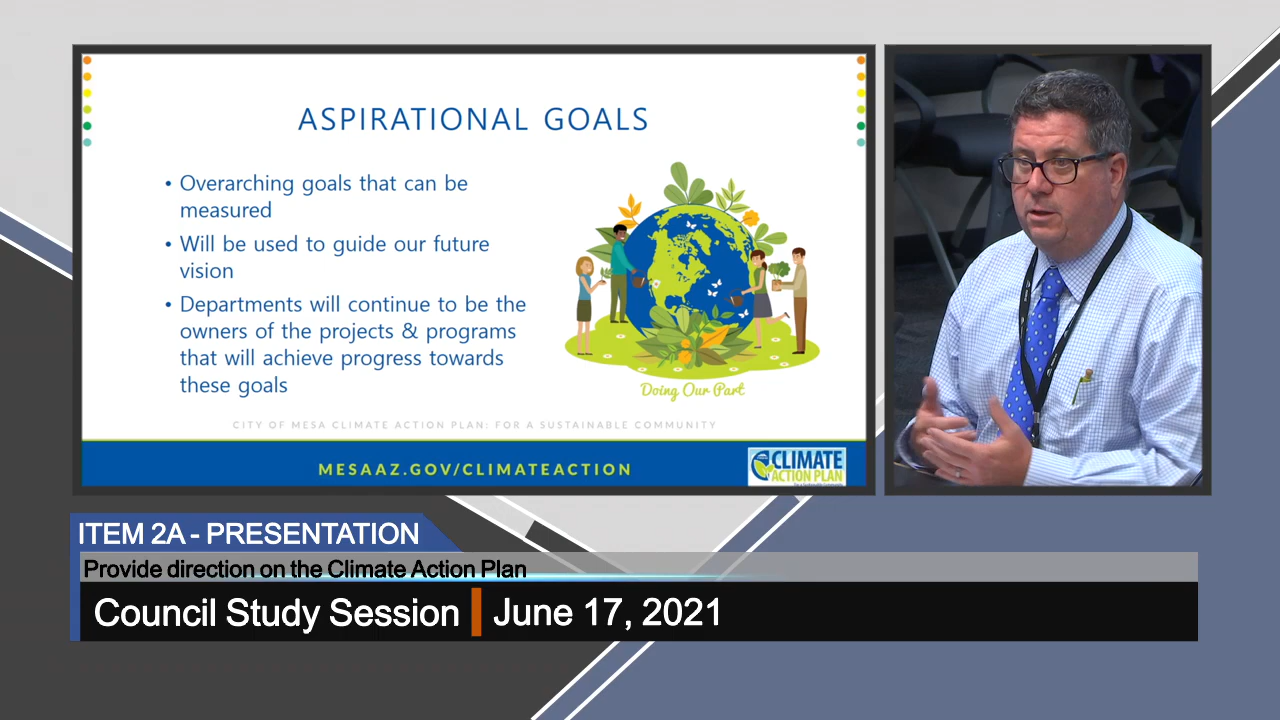 ASPIRATIONAL GOALS
• Overarching goals that can be
measured
• Will be used to guide our future
vision
• Departments will continue to be the
owners of the projects & programs
that will achieve progress towards
these goals
Doing Our Part
CITY OF MESA CLIMATE ACTION PLAN: FOR A SUSTAINABLE COMMUNITY
MESAAZ.GOV/CLIMATEACTION
CLIMATE
ACTION PLAN
For a Sustainable Community
ITEM 2A - PRESENTATION
Provide direction on the Climate Action Plan
Council Study Session
June 17, 2021